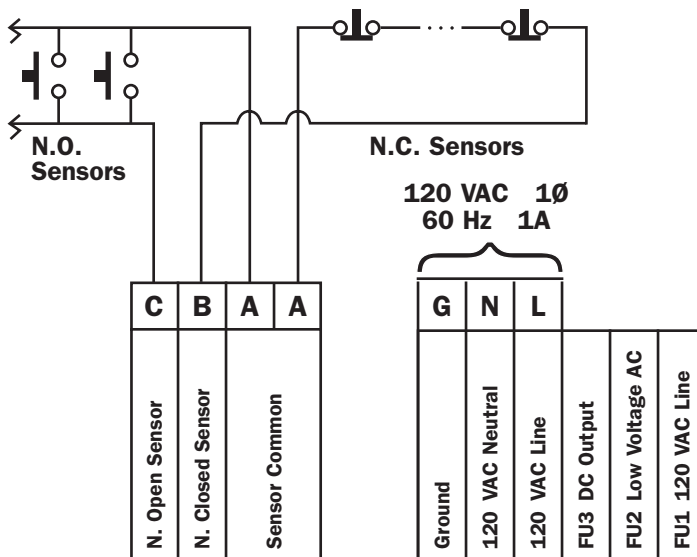 N.O.
Sensors
N.C. Sensors
120 VAC 1Ø
60 Hz 1A
C B A A
G N L
N. Open Sensor
N. Closed Sensor
Sensor Common
Ground
120 VAC Neutral
120 VAC Line
FU3 DC Output
FU2 Low Voltage AC
FU1 120 VAC Line